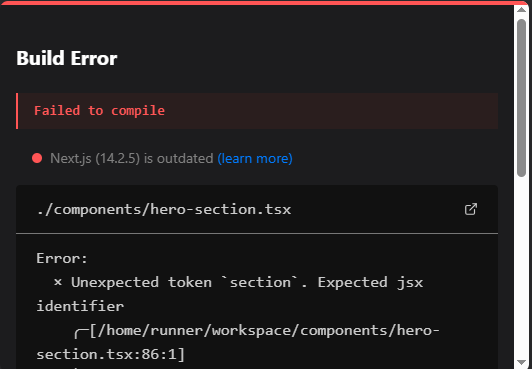 Build Error
Failed to compile
Next.js (14.2.5) is outdated (learn more)
./components/hero-section.tsx
Error:
× Unexpected token `section`. Expected jsx
identifier
╭─[/home/runner/workspace/components/hero-
section.tsx:86:1]